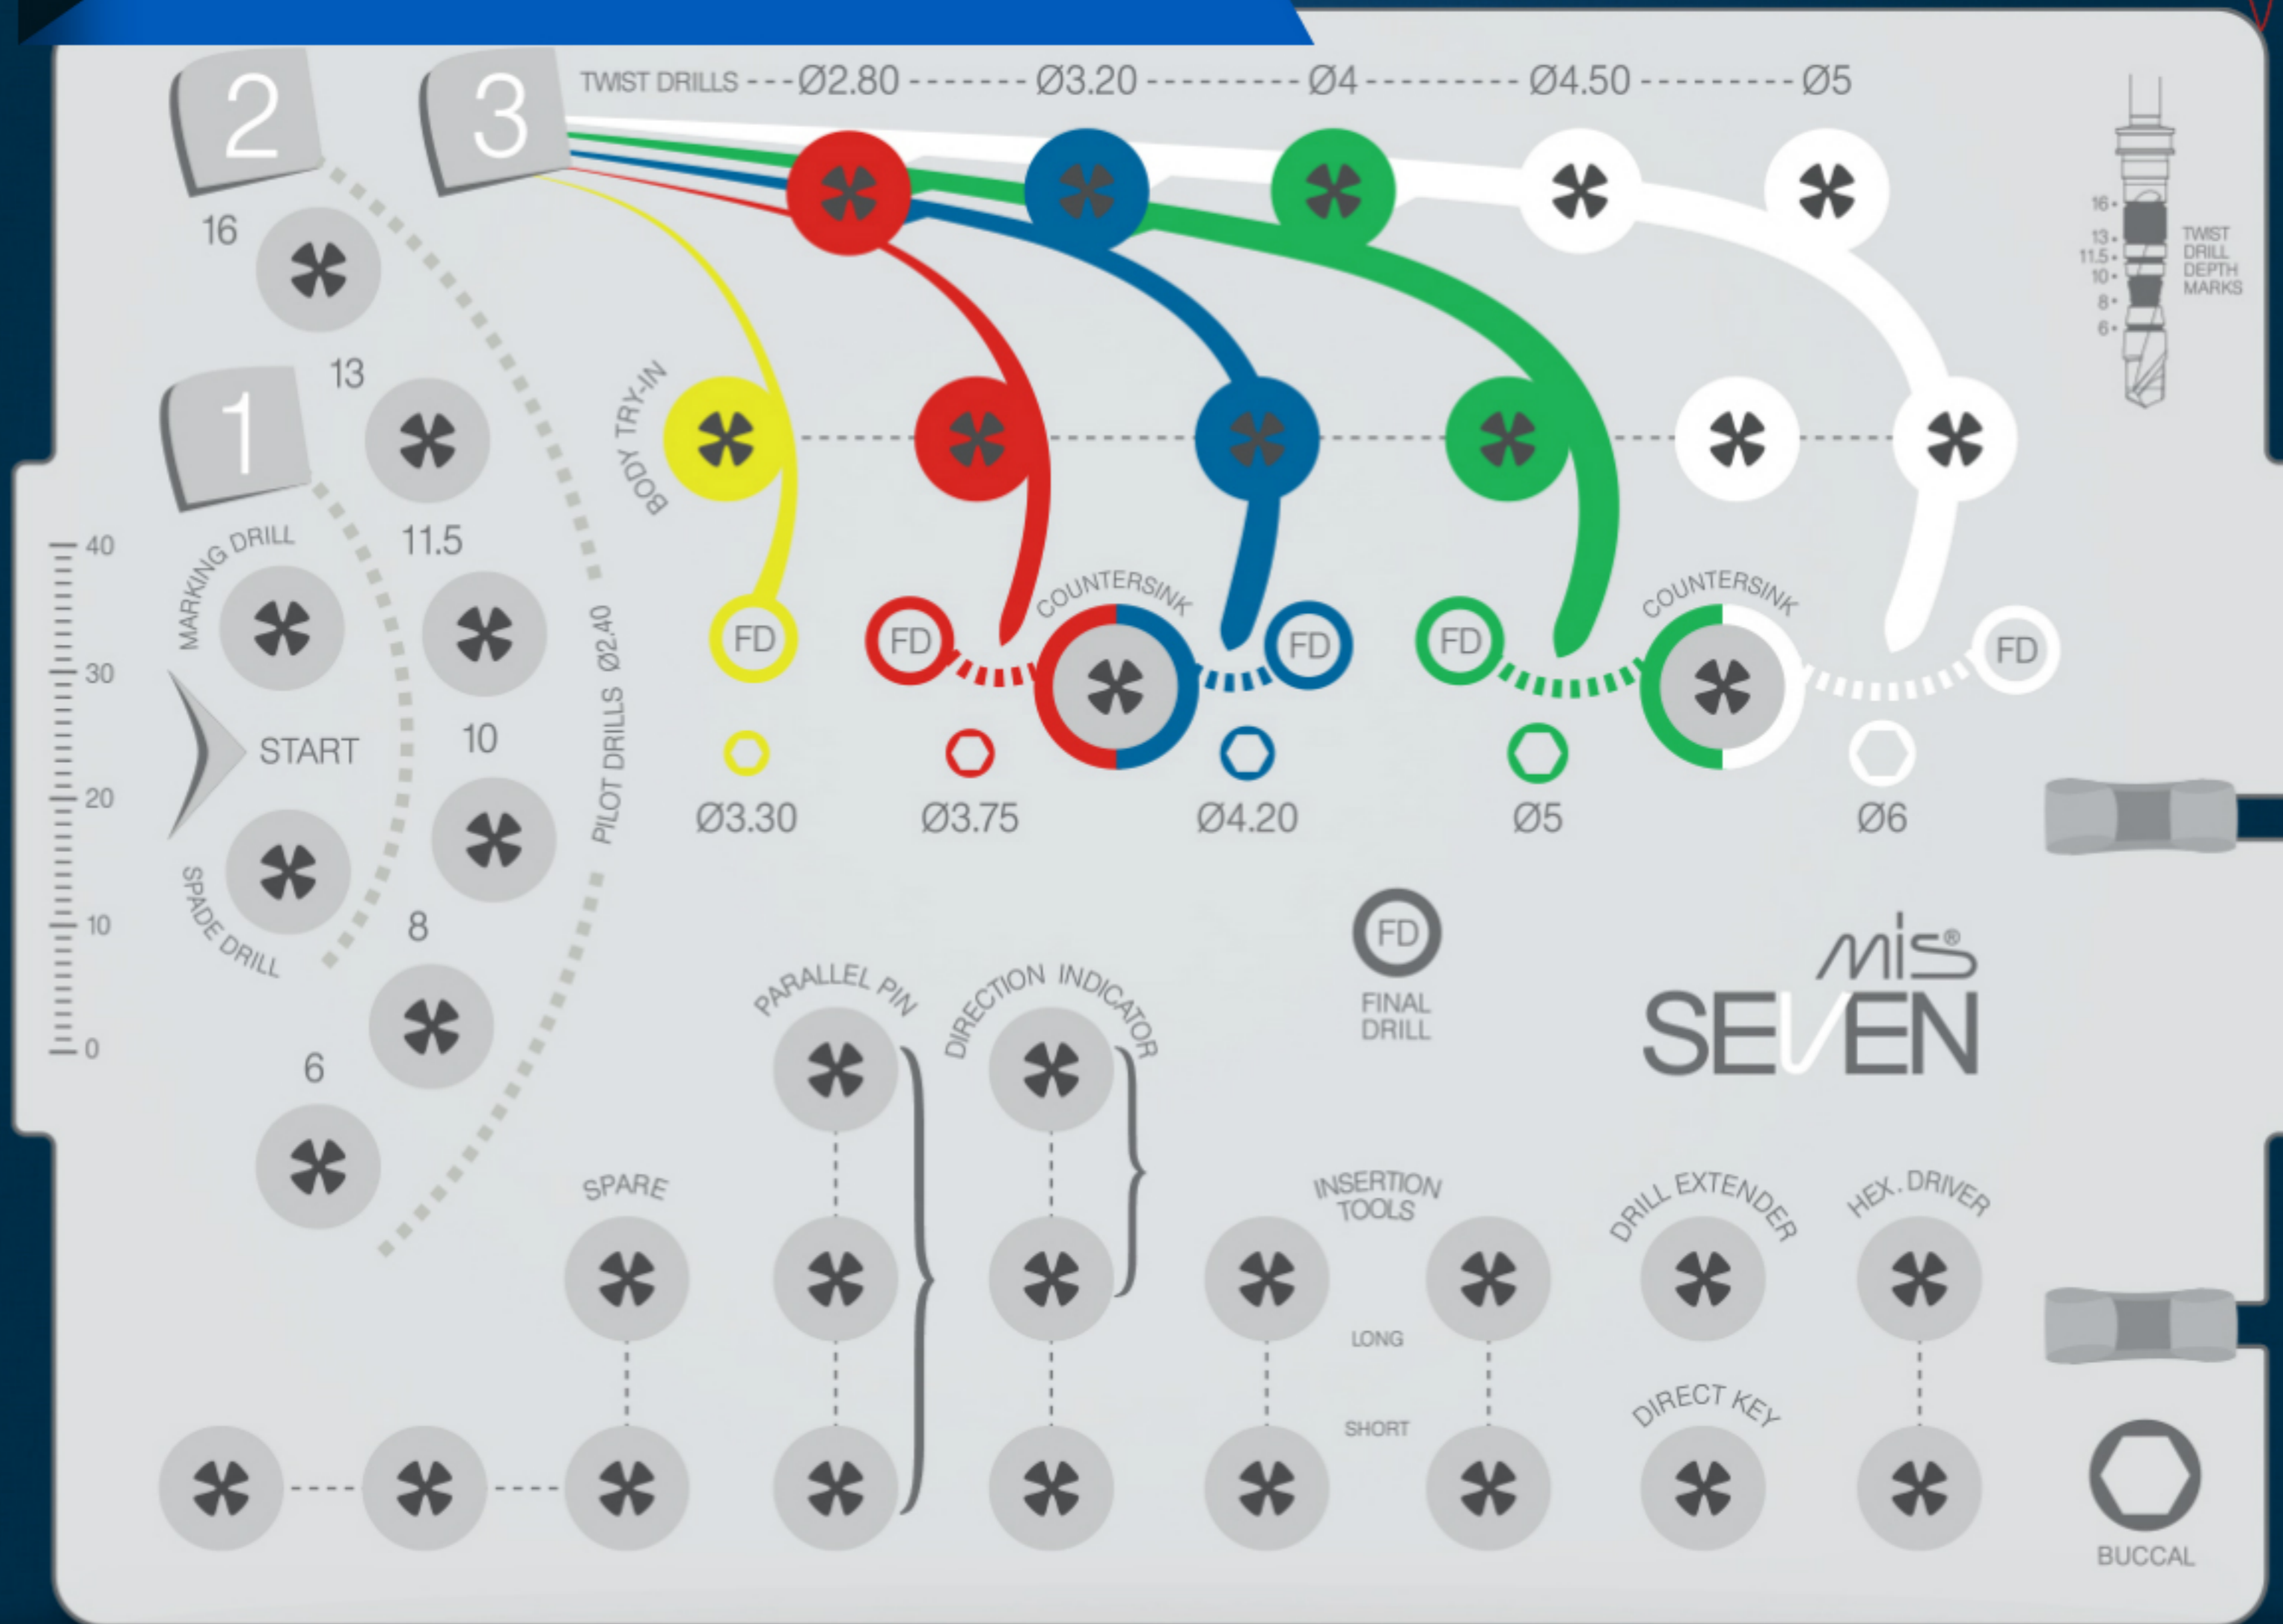 2
3
TWIST DRILLS
Ø2.80
Ø3.20
Ø4
Ø4.50
Ø5
16
13
1
11.5
10
8
6
MARKING DRILL
START
SPADE DRILL
40
30
20
10
0
PILOT DRILLS Ø2.40
BODY TRY-IN
16
13
11.5
10
8
6
TWIST
DRILL
DEPTH
MARKS
FD
FD
COUNTERSINK
FD
FD
COUNTERSINK
FD
Ø3.30
Ø3.75
Ø4.20
Ø5
Ø6
FD
FINAL
DRILL
MIS®
SEVEN
PARALLEL PIN
DIRECTION INDICATOR
SPARE
INSERTION
TOOLS
LONG
SHORT
DRILL EXTENDER
HEX. DRIVER
DIRECT KEY
BUCCAL